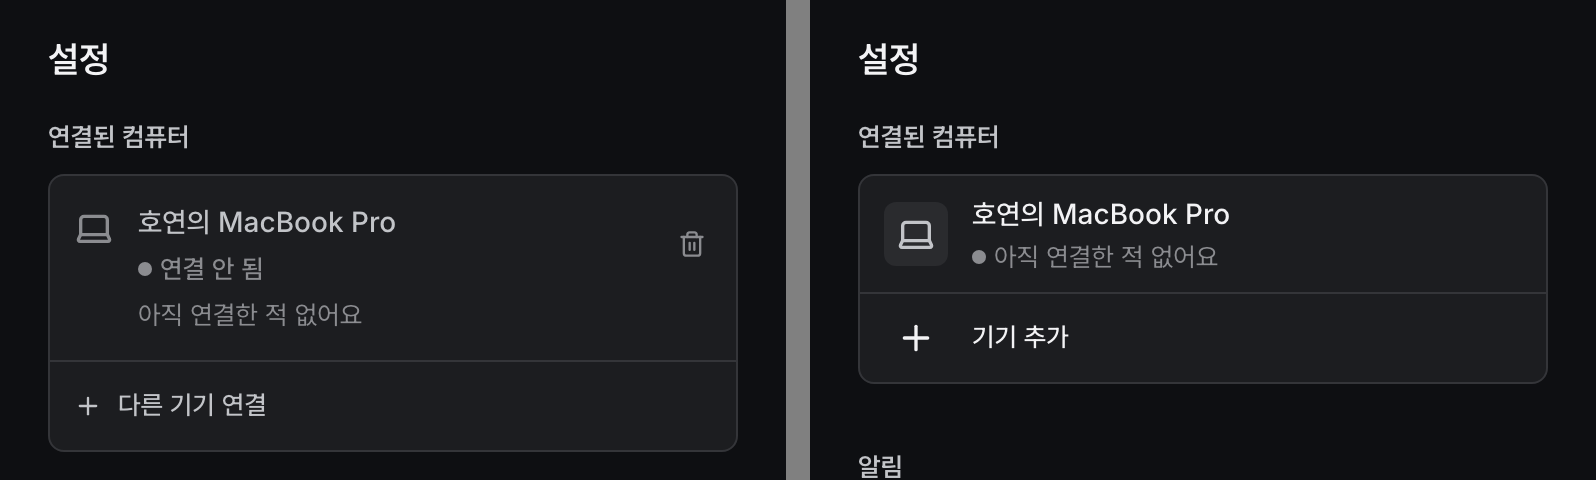 설정
연결된 컴퓨터
호연의 MacBook Pro
연결 안 됨
아직 연결한 적 없어요
다른 기기 연결
설정
연결된 컴퓨터
호연의 MacBook Pro
아직 연결한 적 없어요
기기 추가
알림